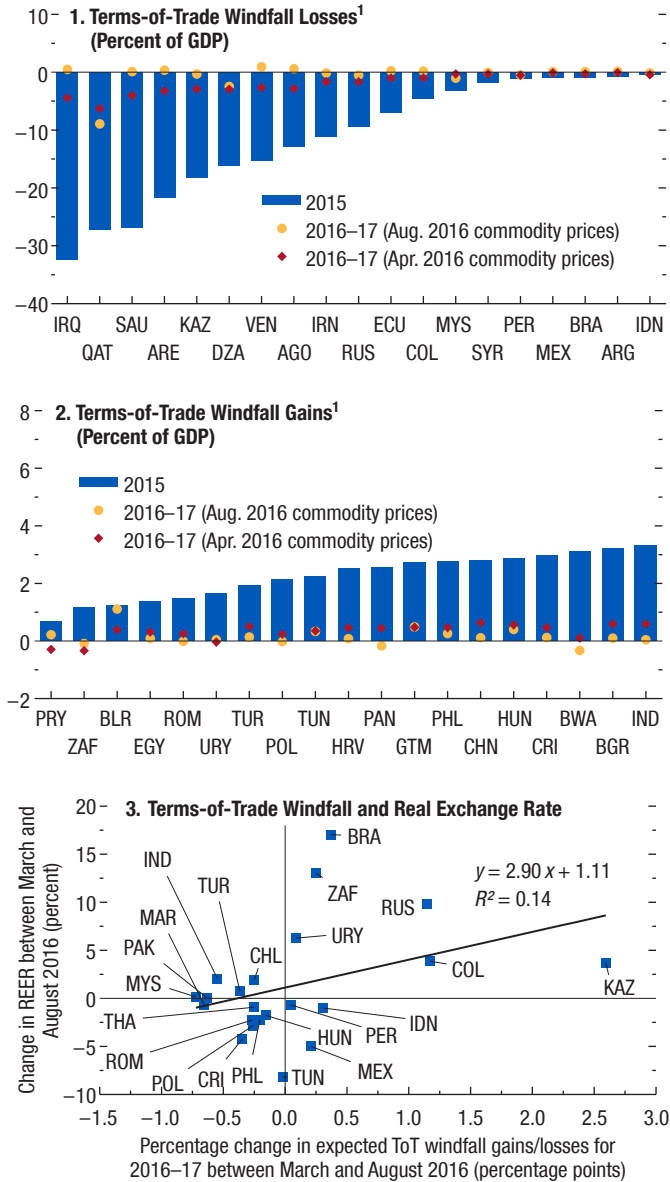 1. Terms-of-Trade Windfall Losses¹
(Percent of GDP)
10
0
−10
−20
−30
−40
2015
2016–17 (Aug. 2016 commodity prices)
2016–17 (Apr. 2016 commodity prices)
IRQ SAU KAZ VEN IRN ECU MYS PER BRA IDN
QAT ARE DZA AGO RUS COL SYR MEX ARG
2. Terms-of-Trade Windfall Gains¹
(Percent of GDP)
8
6
4
2
0
−2
2015
2016–17 (Aug. 2016 commodity prices)
2016–17 (Apr. 2016 commodity prices)
PRY BLR ROM TUR TUN PAN PHL HUN BWA IND
ZAF EGY URY POL HRV GTM CHN CRI BGR
3. Terms-of-Trade Windfall and Real Exchange Rate
Change in REER between March and
August 2016 (percent)
20
15
10
5
0
−5
−10
BRA
IND
ZAF
y = 2.90 x + 1.11
TUR
RUS
R² = 0.14
MAR
URY
PAK
CHL
COL
MYS
KAZ
-THA
IDN
PER
HUN
ROM
MEX
POL
CRI
PHL
TUN
−1.5 −1.0 −0.5 0.0 0.5 1.0 1.5 2.0 2.5 3.0
Percentage change in expected ToT windfall gains/losses for
2016–17 between March and August 2016 (percentage points)